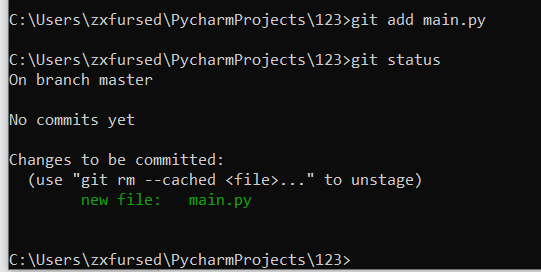 C:\Users\zxfursed\PycharmProjects\123>git add main.py
C:\Users\zxfursed\PycharmProjects\123>git status
On branch master
No commits yet
Changes to be committed:
  (use "git rm --cached <file>..." to unstage)
        new file:   main.py
C:\Users\zxfursed\PycharmProjects\123>